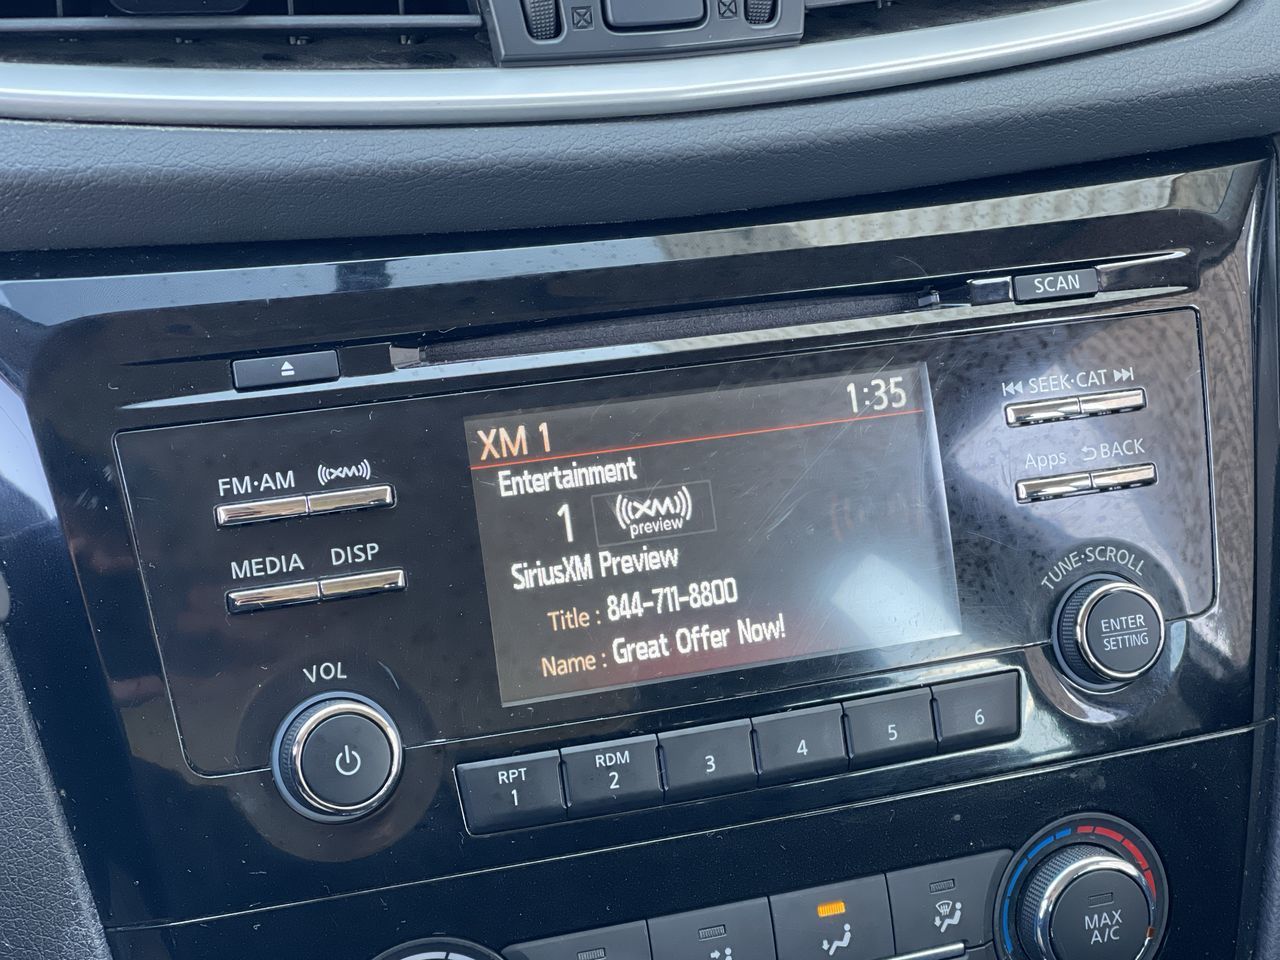 SCAN
SEEK·CAT
Apps BACK
FM·AM ((XM))
MEDIA DISP
VOL
XM 1 1:35
Entertainment
1 ((XM))
preview
SiriusXM Preview
Title : 844-711-8800
Name : Great Offer Now!
TUNE·SCROLL
ENTER
SETTING
RPT
1
RDM
2
3
4
5
6
MAX
A/C